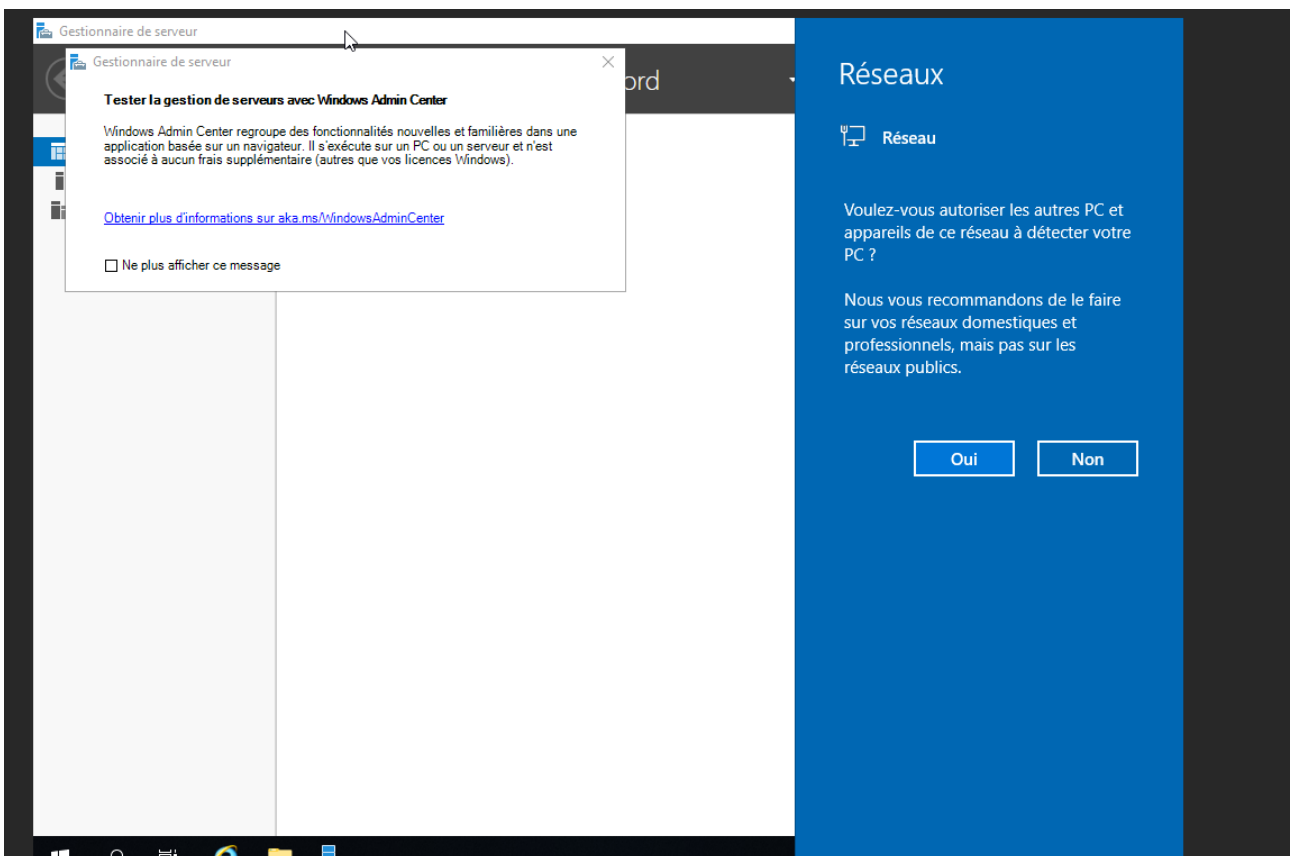 Gestionnaire de serveur
Gestionnaire de serveur
Tester la gestion de serveurs avec Windows Admin Center
Windows Admin Center regroupe des fonctionnalités nouvelles et familières dans une
application basée sur un navigateur. Il s'exécute sur un PC ou un serveur et n'est
associé à aucun frais supplémentaire (autres que vos licences Windows).
Obtenir plus d'informations sur aka.ms/WindowsAdminCenter
Ne plus afficher ce message
ord
Réseaux
Réseau
Voulez-vous autoriser les autres PC et
appareils de ce réseau à détecter votre
PC ?
Nous vous recommandons de le faire
sur vos réseaux domestiques et
professionnels, mais pas sur les
réseaux publics.
Oui
Non